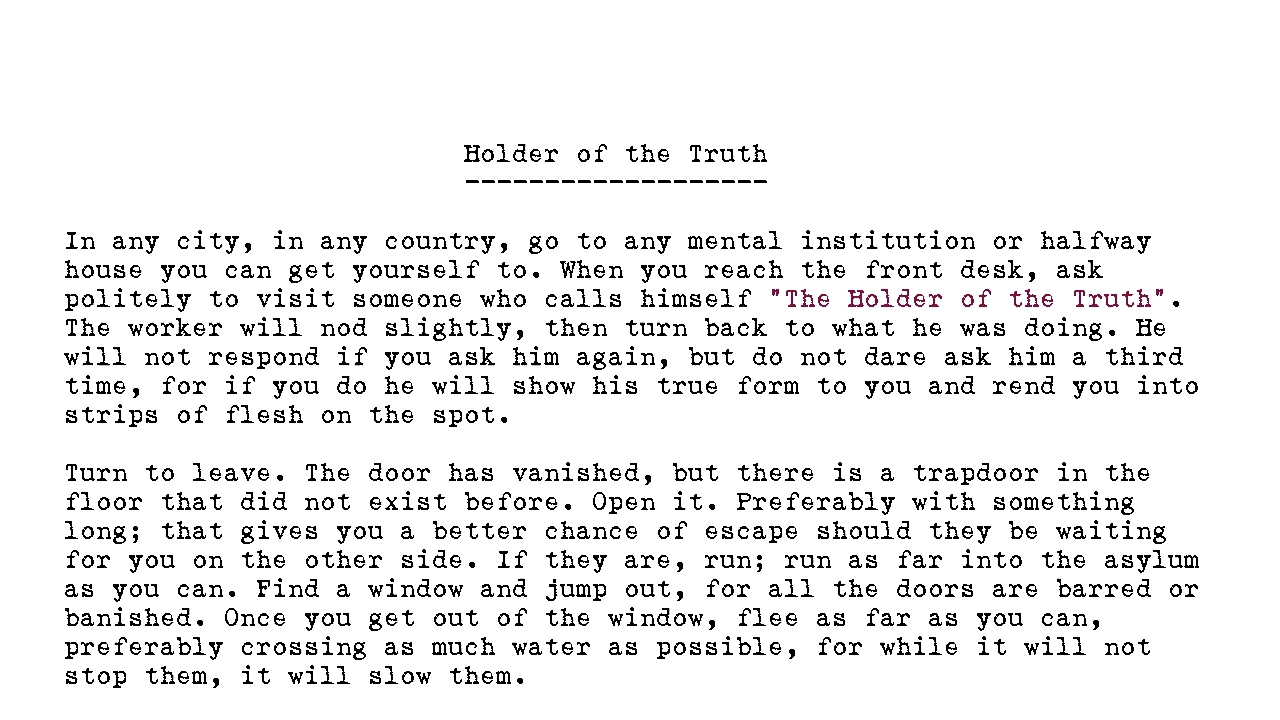 Holder of the Truth
-------------------
In any city, in any country, go to any mental institution or halfway
house you can get yourself to. When you reach the front desk, ask
politely to visit someone who calls himself "The Holder of the Truth".
The worker will nod slightly, then turn back to what he was doing. He
will not respond if you ask him again, but do not dare ask him a third
time, for if you do he will show his true form to you and rend you into
strips of flesh on the spot.
Turn to leave. The door has vanished, but there is a trapdoor in the
floor that did not exist before. Open it. Preferably with something
long; that gives you a better chance of escape should they be waiting
for you on the other side. If they are, run; run as far into the asylum
as you can. Find a window and jump out, for all the doors are barred or
banished. Once you get out of the window, flee as far as you can,
preferably crossing as much water as possible, for while it will not
stop them, it will slow them.